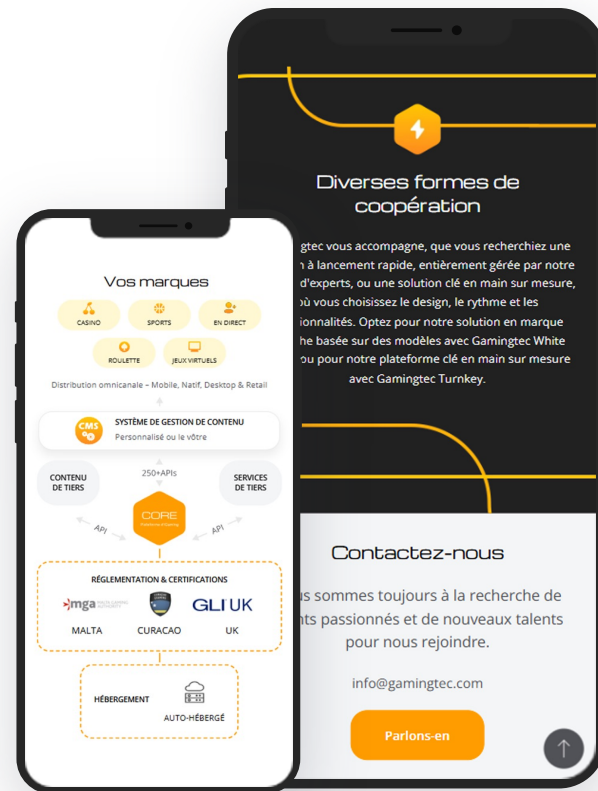 Diverses formes de
coopération
vous accompagne, que vous recherchiez une
à lancement rapide, entièrement gérée par notre
d'experts, ou une solution clé en main sur mesure,
où vous choisissez le design, le rythme et les
Optez pour notre solution en marque
basée sur des modèles avec Gamingtec White
ou pour notre plateforme clé en main sur mesure
avec Gamingtec Turnkey.
Contactez-nous
sommes toujours à la recherche de
passionnés et de nouveaux talents
pour nous rejoindre.
info@gamingtec.com
Parlons-en
Vos marques
CASINO
SPORTS
EN DIRECT
ROULETTE
JEUX VIRTUELS
Distribution omnicanale – Mobile, Natif, Desktop & Retail
CMS
SYSTÈME DE GESTION DE CONTENU
Personnalisé ou le vôtre
CONTENU
DE TIERS
250+APIs
SERVICES
DE TIERS
API
CORE
API
RÉGLEMENTATION & CERTIFICATIONS
mga MALTA GAMING
AUTHORITY
GLI UK
MALTA
CURACAO
UK
HÉBERGEMENT
AUTO-HÉBERGÉ